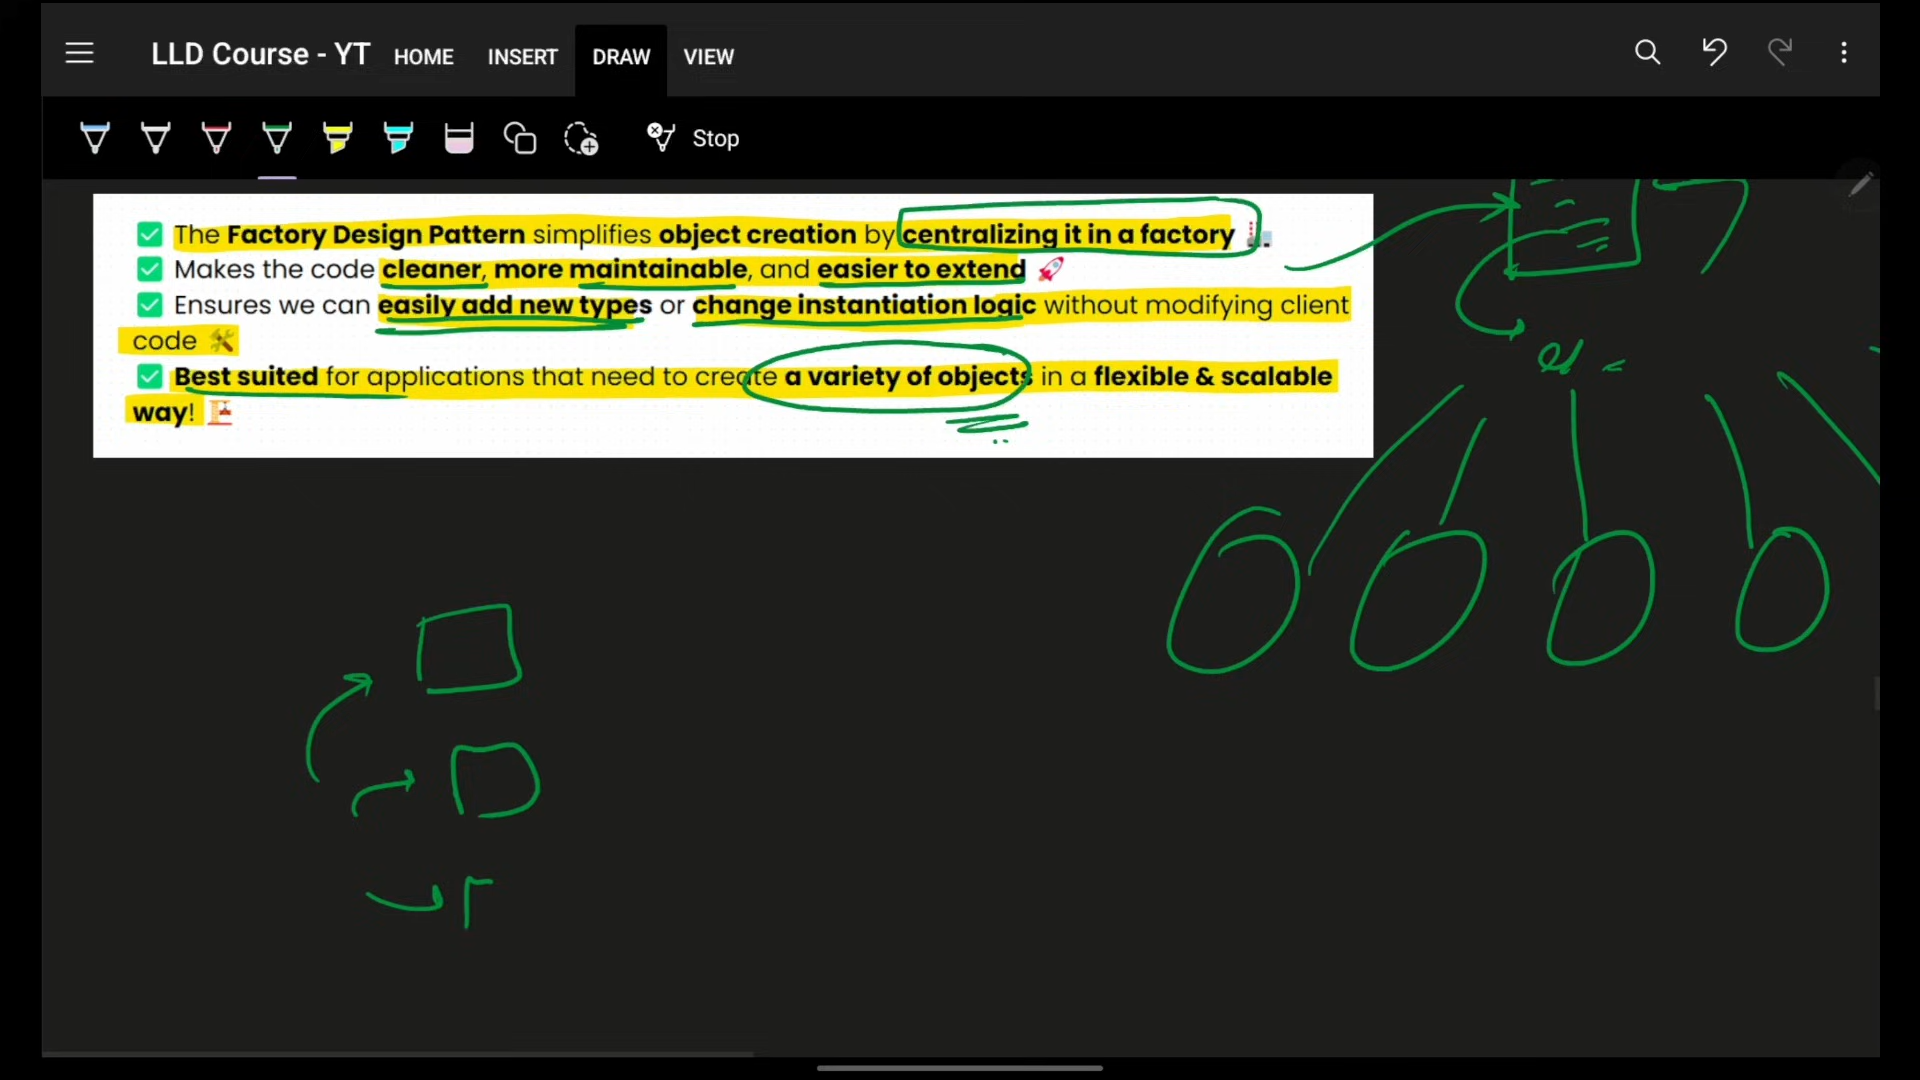 LLD Course - YT HOME INSERT DRAW VIEW
Stop
✅ The Factory Design Pattern simplifies object creation by centralizing it in a factory 🏭
✅ Makes the code cleaner, more maintainable, and easier to extend 🚀
✅ Ensures we can easily add new types or change instantiation logic without modifying client
code 🛠️
✅ Best suited for applications that need to create a variety of objects in a flexible & scalable
way! 🏗️